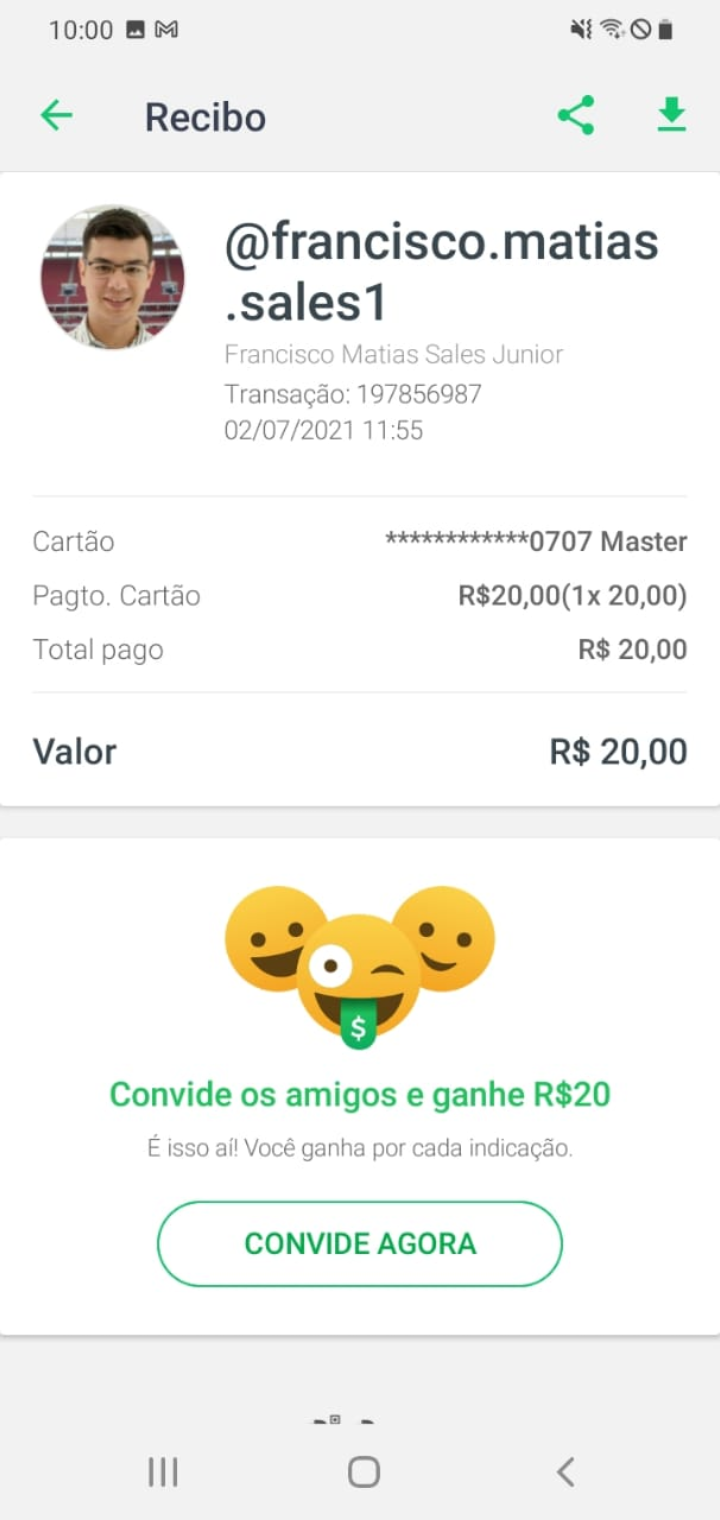 10:00
Recibo
@francisco.matias
.sales1
Francisco Matias Sales Junior
Transação: 197856987
02/07/2021 11:55
Cartão ************0707 Master
Pagto. Cartão R$20,00(1x 20,00)
Total pago R$ 20,00
Valor R$ 20,00
$
Convide os amigos e ganhe R$20
É isso aí! Você ganha por cada indicação.
CONVIDE AGORA